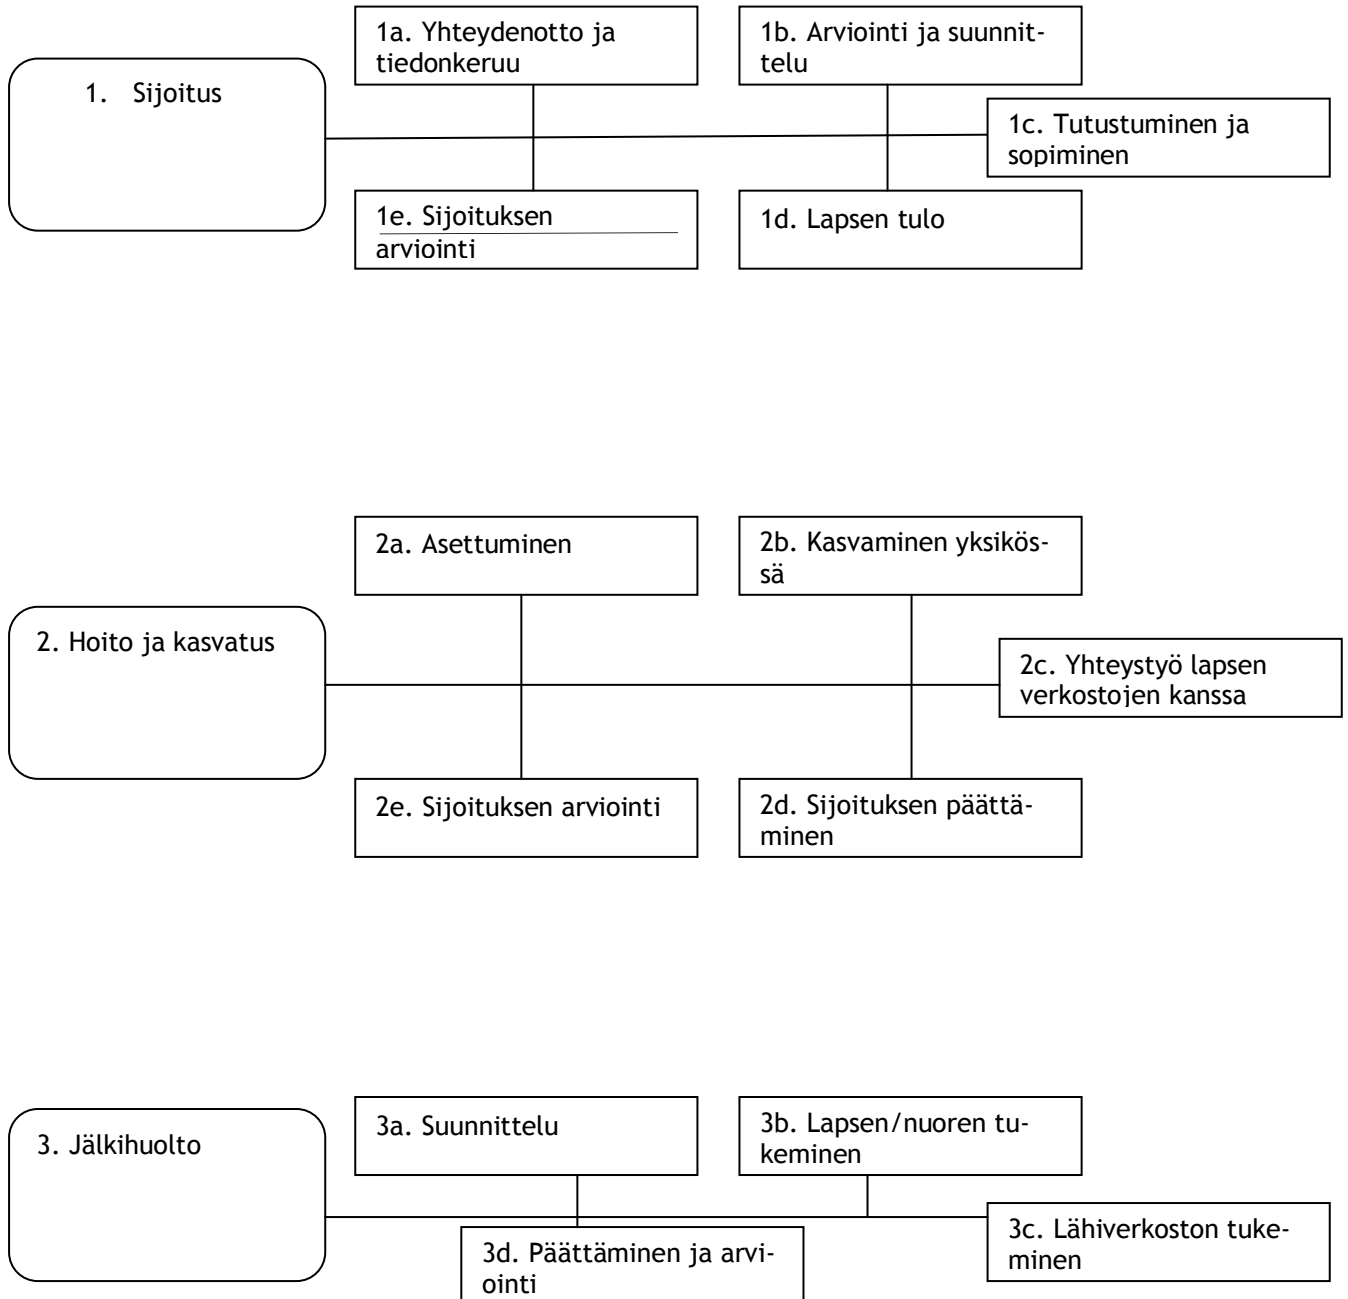 1a. Yhteydenotto ja
tiedonkeruu
1b. Arviointi ja suunnit-
telu
1. Sijoitus
1c. Tutustuminen ja
sopiminen
1e. Sijoituksen
arviointi
1d. Lapsen tulo
2a. Asettuminen
2b. Kasvaminen yksikös-
sä
2. Hoito ja kasvatus
2c. Yhteystyö lapsen
verkostojen kanssa
2e. Sijoituksen arviointi
2d. Sijoituksen päättä-
minen
3a. Suunnittelu
3b. Lapsen/nuoren tu-
keminen
3. Jälkihuolto
3c. Lähiverkoston tuke-
minen
3d. Päättäminen ja arvi-
ointi